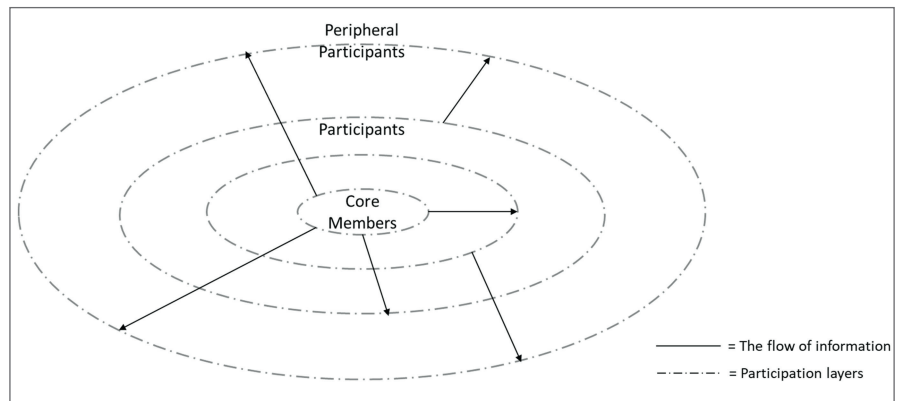 Peripheral
Participants
Participants
Core
Members
= The flow of information
= Participation layers